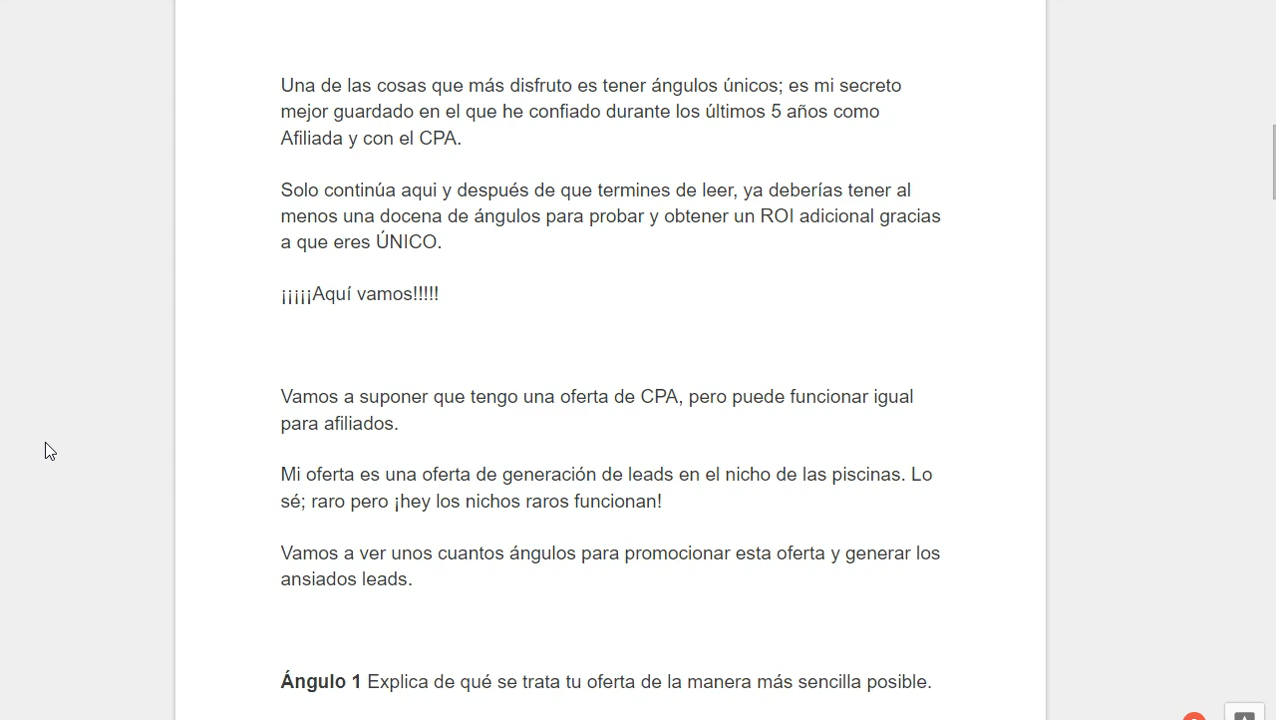 Una de las cosas que más disfruto es tener ángulos únicos; es mi secreto
mejor guardado en el que he confiado durante los últimos 5 años como
Afiliada y con el CPA.
Solo continúa aqui y después de que termines de leer, ya deberías tener al
menos una docena de ángulos para probar y obtener un ROI adicional gracias
a que eres ÚNICO.
¡¡¡¡¡Aquí vamos!!!!!
Vamos a suponer que tengo una oferta de CPA, pero puede funcionar igual
para afiliados.
Mi oferta es una oferta de generación de leads en el nicho de las piscinas. Lo
sé; raro pero ¡hey los nichos raros funcionan!
Vamos a ver unos cuantos ángulos para promocionar esta oferta y generar los
ansiados leads.
Ángulo 1 Explica de qué se trata tu oferta de la manera más sencilla posible.